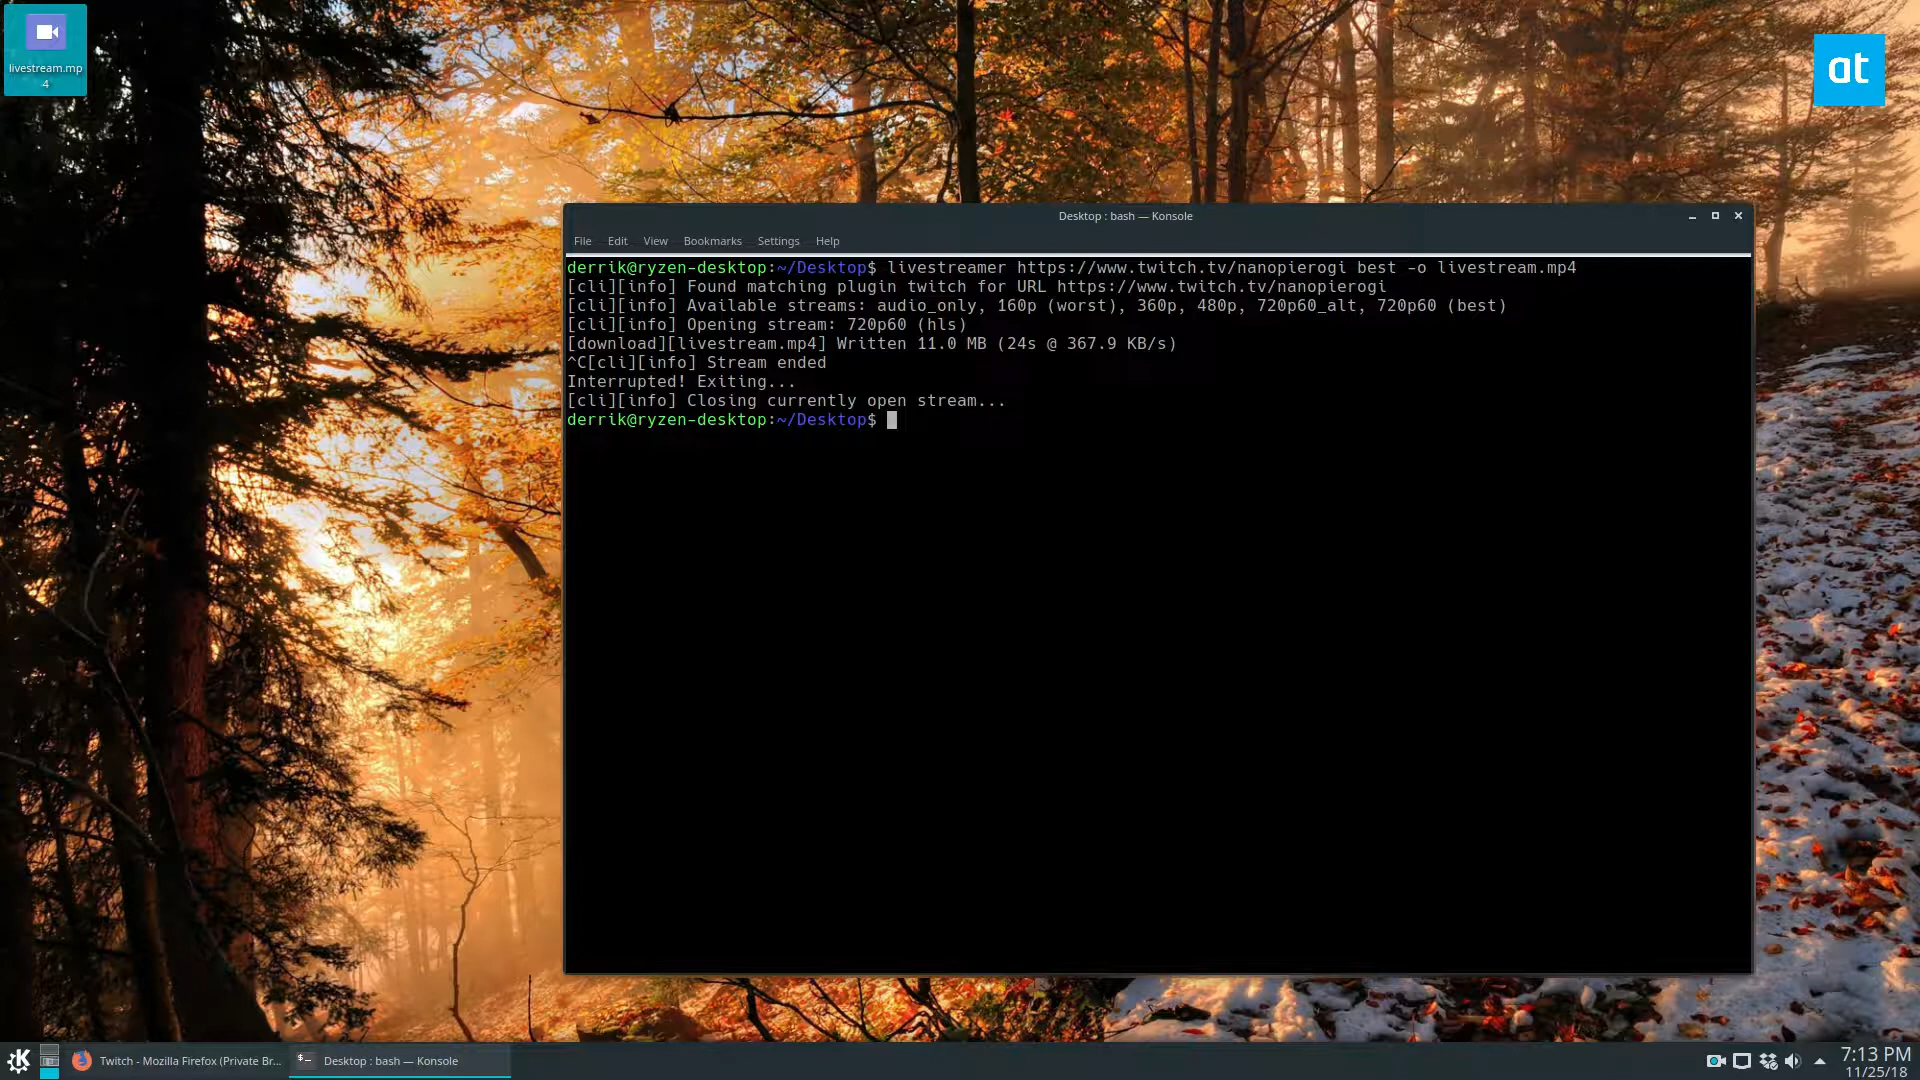 livestream.mp
4
at
Desktop : bash — Konsole
File Edit View Bookmarks Settings Help
derrik@ryzen-desktop:~/Desktop$ livestreamer https://www.twitch.tv/nanopierogi best -o livestream.mp4
[cli][info] Found matching plugin twitch for URL https://www.twitch.tv/nanopierogi
[cli][info] Available streams: audio_only, 160p (worst), 360p, 480p, 720p60_alt, 720p60 (best)
[cli][info] Opening stream: 720p60 (hls)
[download][livestream.mp4] Written 11.0 MB (24s @ 367.9 KB/s)
^C[cli][info] Stream ended
Interrupted! Exiting...
[cli][info] Closing currently open stream...
derrik@ryzen-desktop:~/Desktop$
Twitch - Mozilla Firefox (Private Br... Desktop : bash — Konsole
7:13 PM
11/25/18